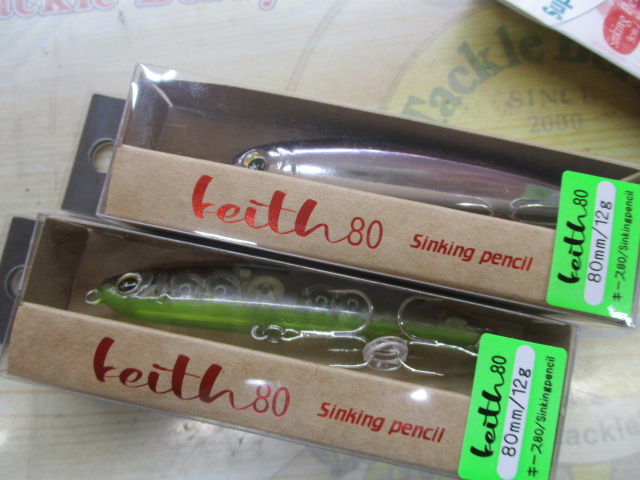 Tackle
SINCE
2000
keith80
Sinking pencil
keith80
80mm/12g
キース80/Sinkingpencil
keith80
Sinking pencil
keith80
80mm/12g
キース80/Sinkingpencil